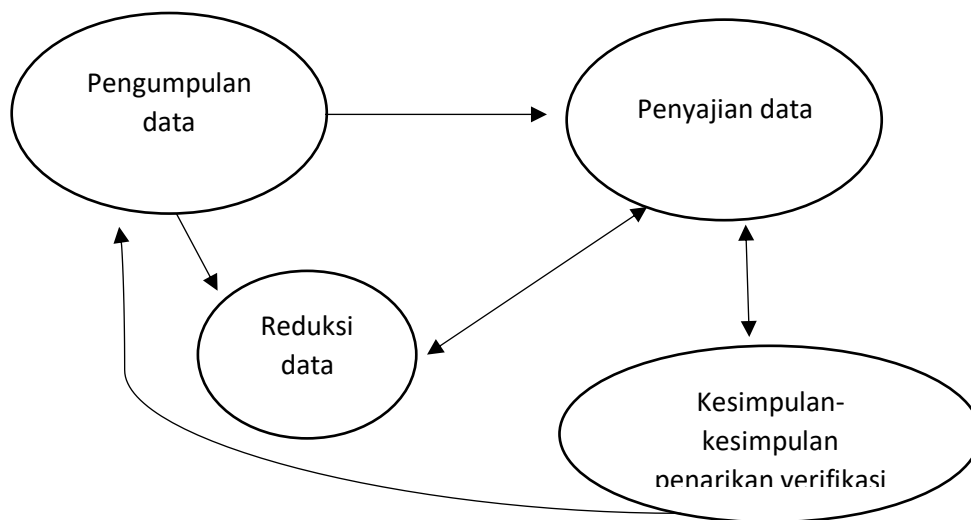 Pengumpulan
data
Penyajian data
Reduksi
data
Kesimpulan-
kesimpulan
penarikan verifikasi